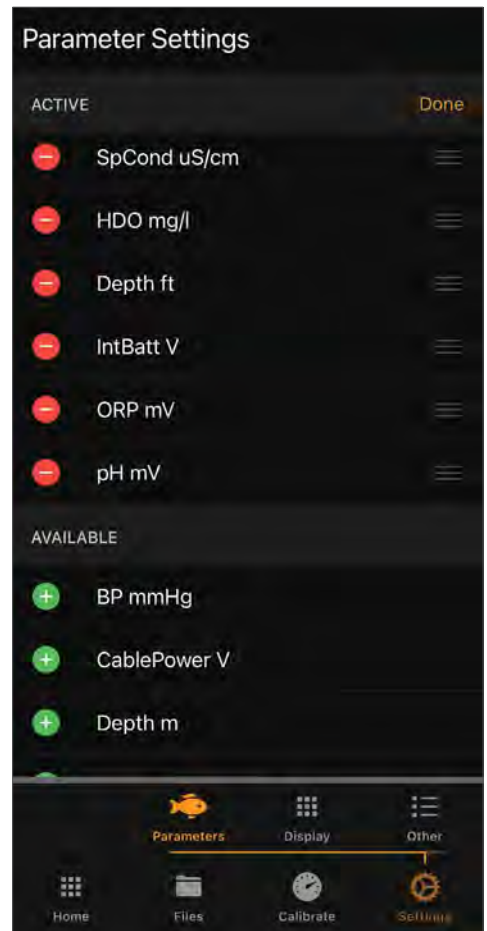 Parameter Settings
ACTIVE Done
SpCond uS/cm
HDO mg/l
Depth ft
IntBatt V
ORP mV
pH mV
AVAILABLE
BP mmHg
CablePower V
Depth m
Parameters Display Other
Home Files Calibrate Settings